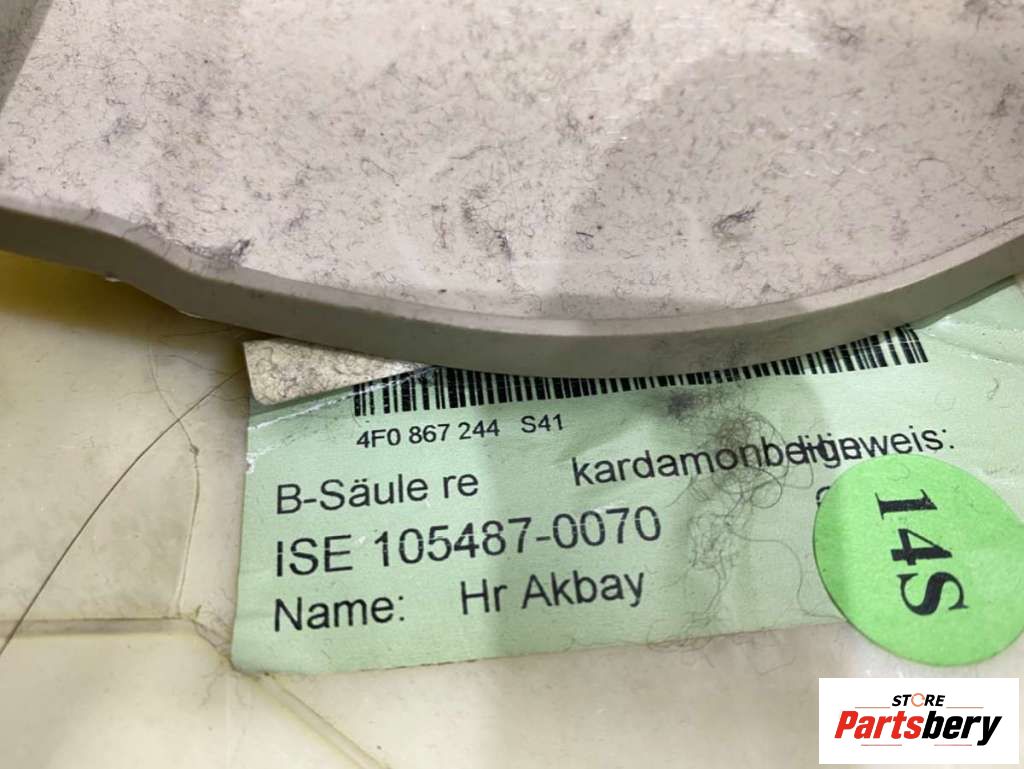 4F0 867 244 S41
B-Säule re kardamonbeige
ISE 105487-0070
Name: Hr Akbay
14S
STORE
Partsbery